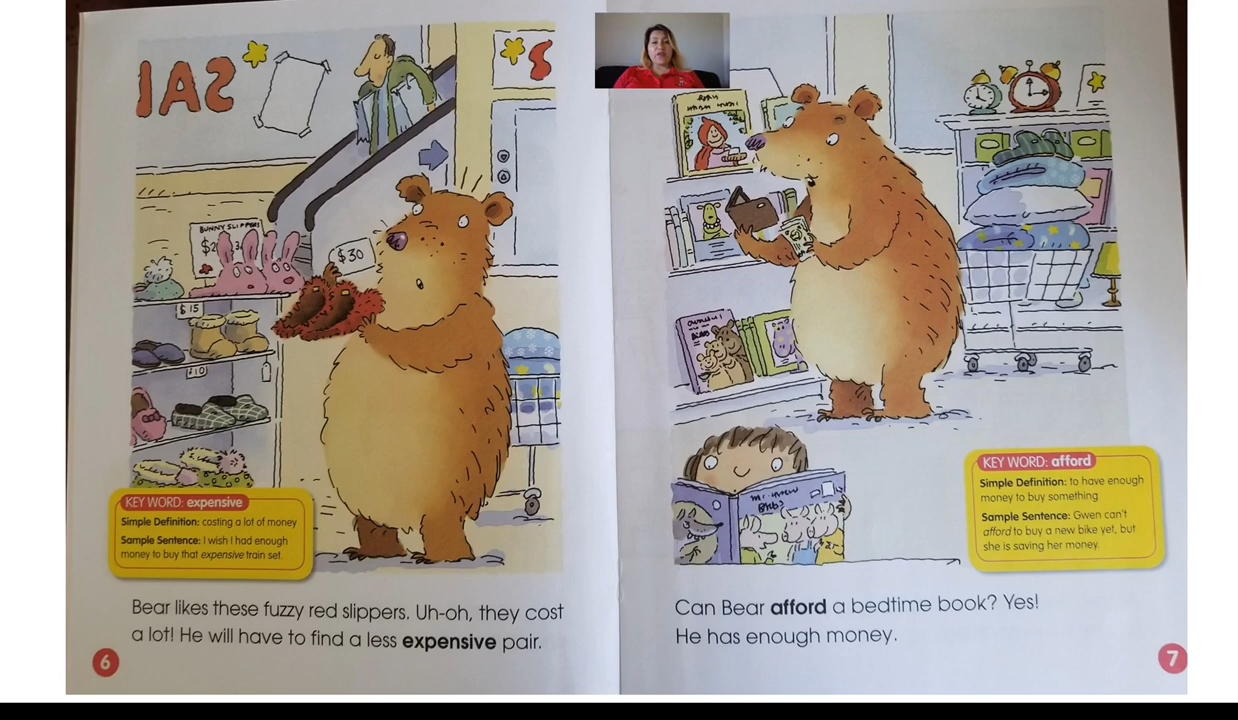 SAL
BUNNY SLIPPERS
$2
$30
$15
$10
KEY WORD: expensive
Simple Definition: costing a lot of money
Sample Sentence: I wish I had enough
money to buy that expensive train set.
Bear likes these fuzzy red slippers. Uh-oh, they cost
a lot! He will have to find a less expensive pair.
6
KEY WORD: afford
Simple Definition: to have enough
money to buy something
Sample Sentence: Gwen can't
afford to buy a new bike yet, but
she is saving her money.
Can Bear afford a bedtime book? Yes!
He has enough money.
7